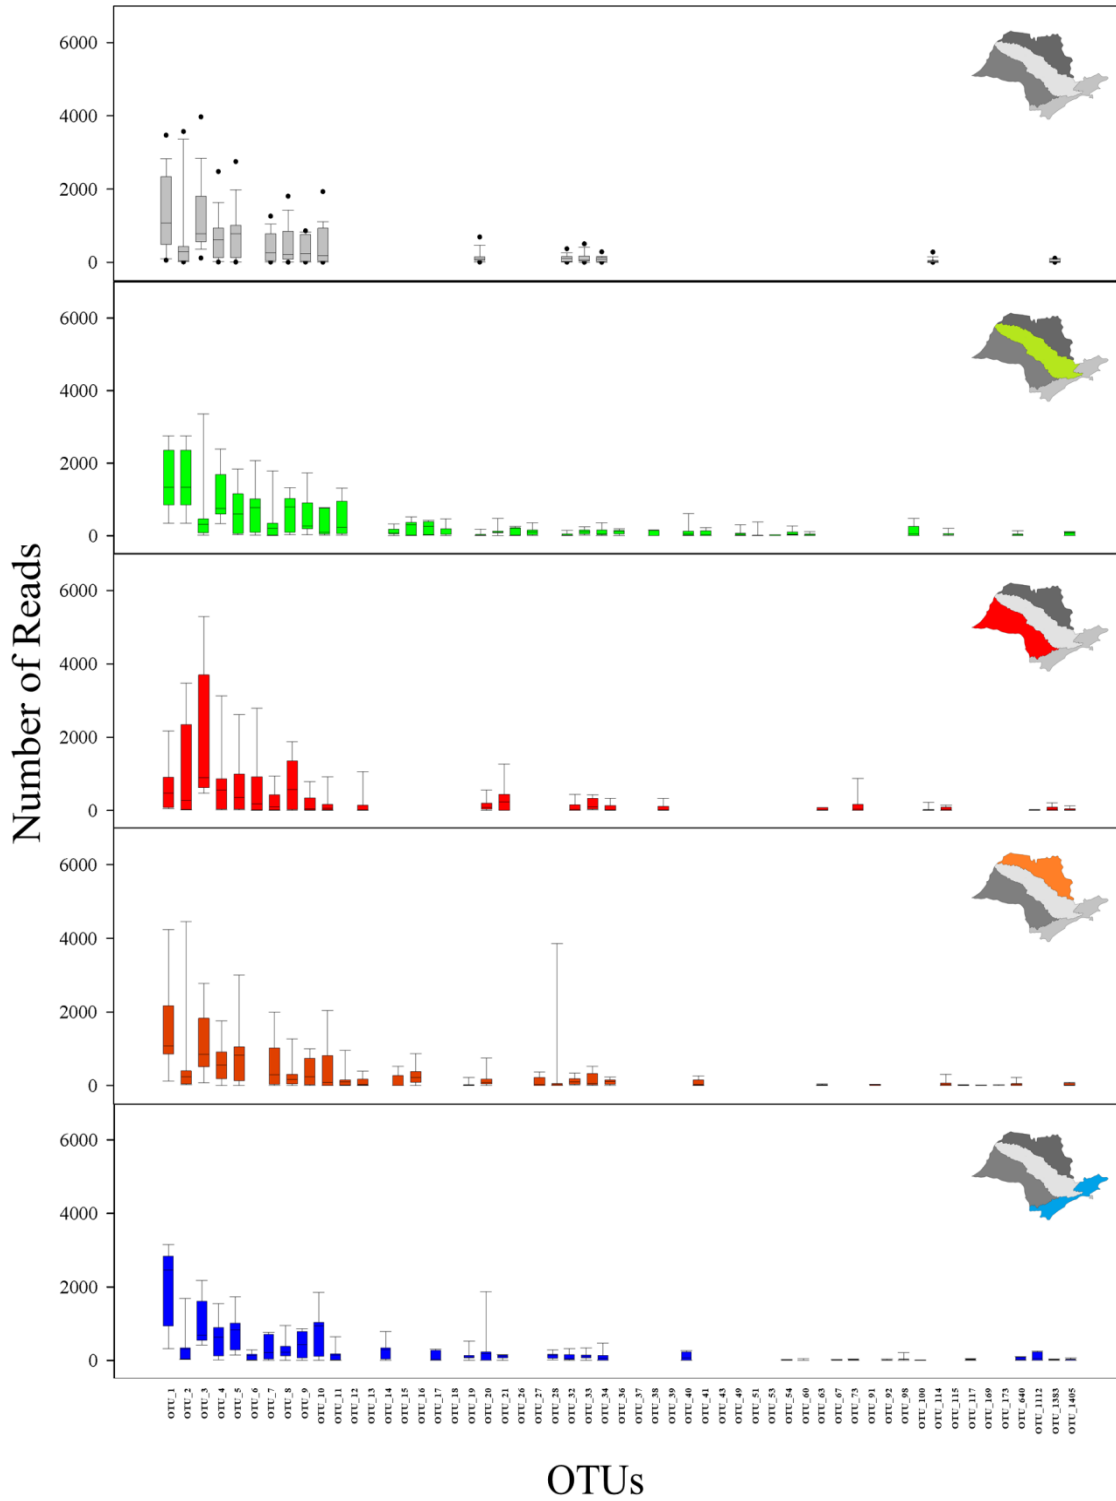 6000
4000
2000
0
6000
4000
2000
0
6000
4000
2000
0
6000
4000
2000
0
6000
4000
2000
0
Number of Reads
OTU_1
OTU_2
OTU_3
OTU_4
OTU_5
OTU_6
OTU_7
OTU_8
OTU_9
OTU_10
OTU_11
OTU_12
OTU_13
OTU_14
OTU_15
OTU_16
OTU_17
OTU_18
OTU_19
OTU_20
OTU_21
OTU_26
OTU_27
OTU_28
OTU_32
OTU_33
OTU_34
OTU_36
OTU_37
OTU_38
OTU_39
OTU_40
OTU_41
OTU_43
OTU_49
OTU_51
OTU_53
OTU_54
OTU_60
OTU_63
OTU_67
OTU_73
OTU_91
OTU_92
OTU_98
OTU_100
OTU_114
OTU_115
OTU_117
OTU_169
OTU_173
OTU_640
OTU_1112
OTU_1383
OTU_1405
OTUs